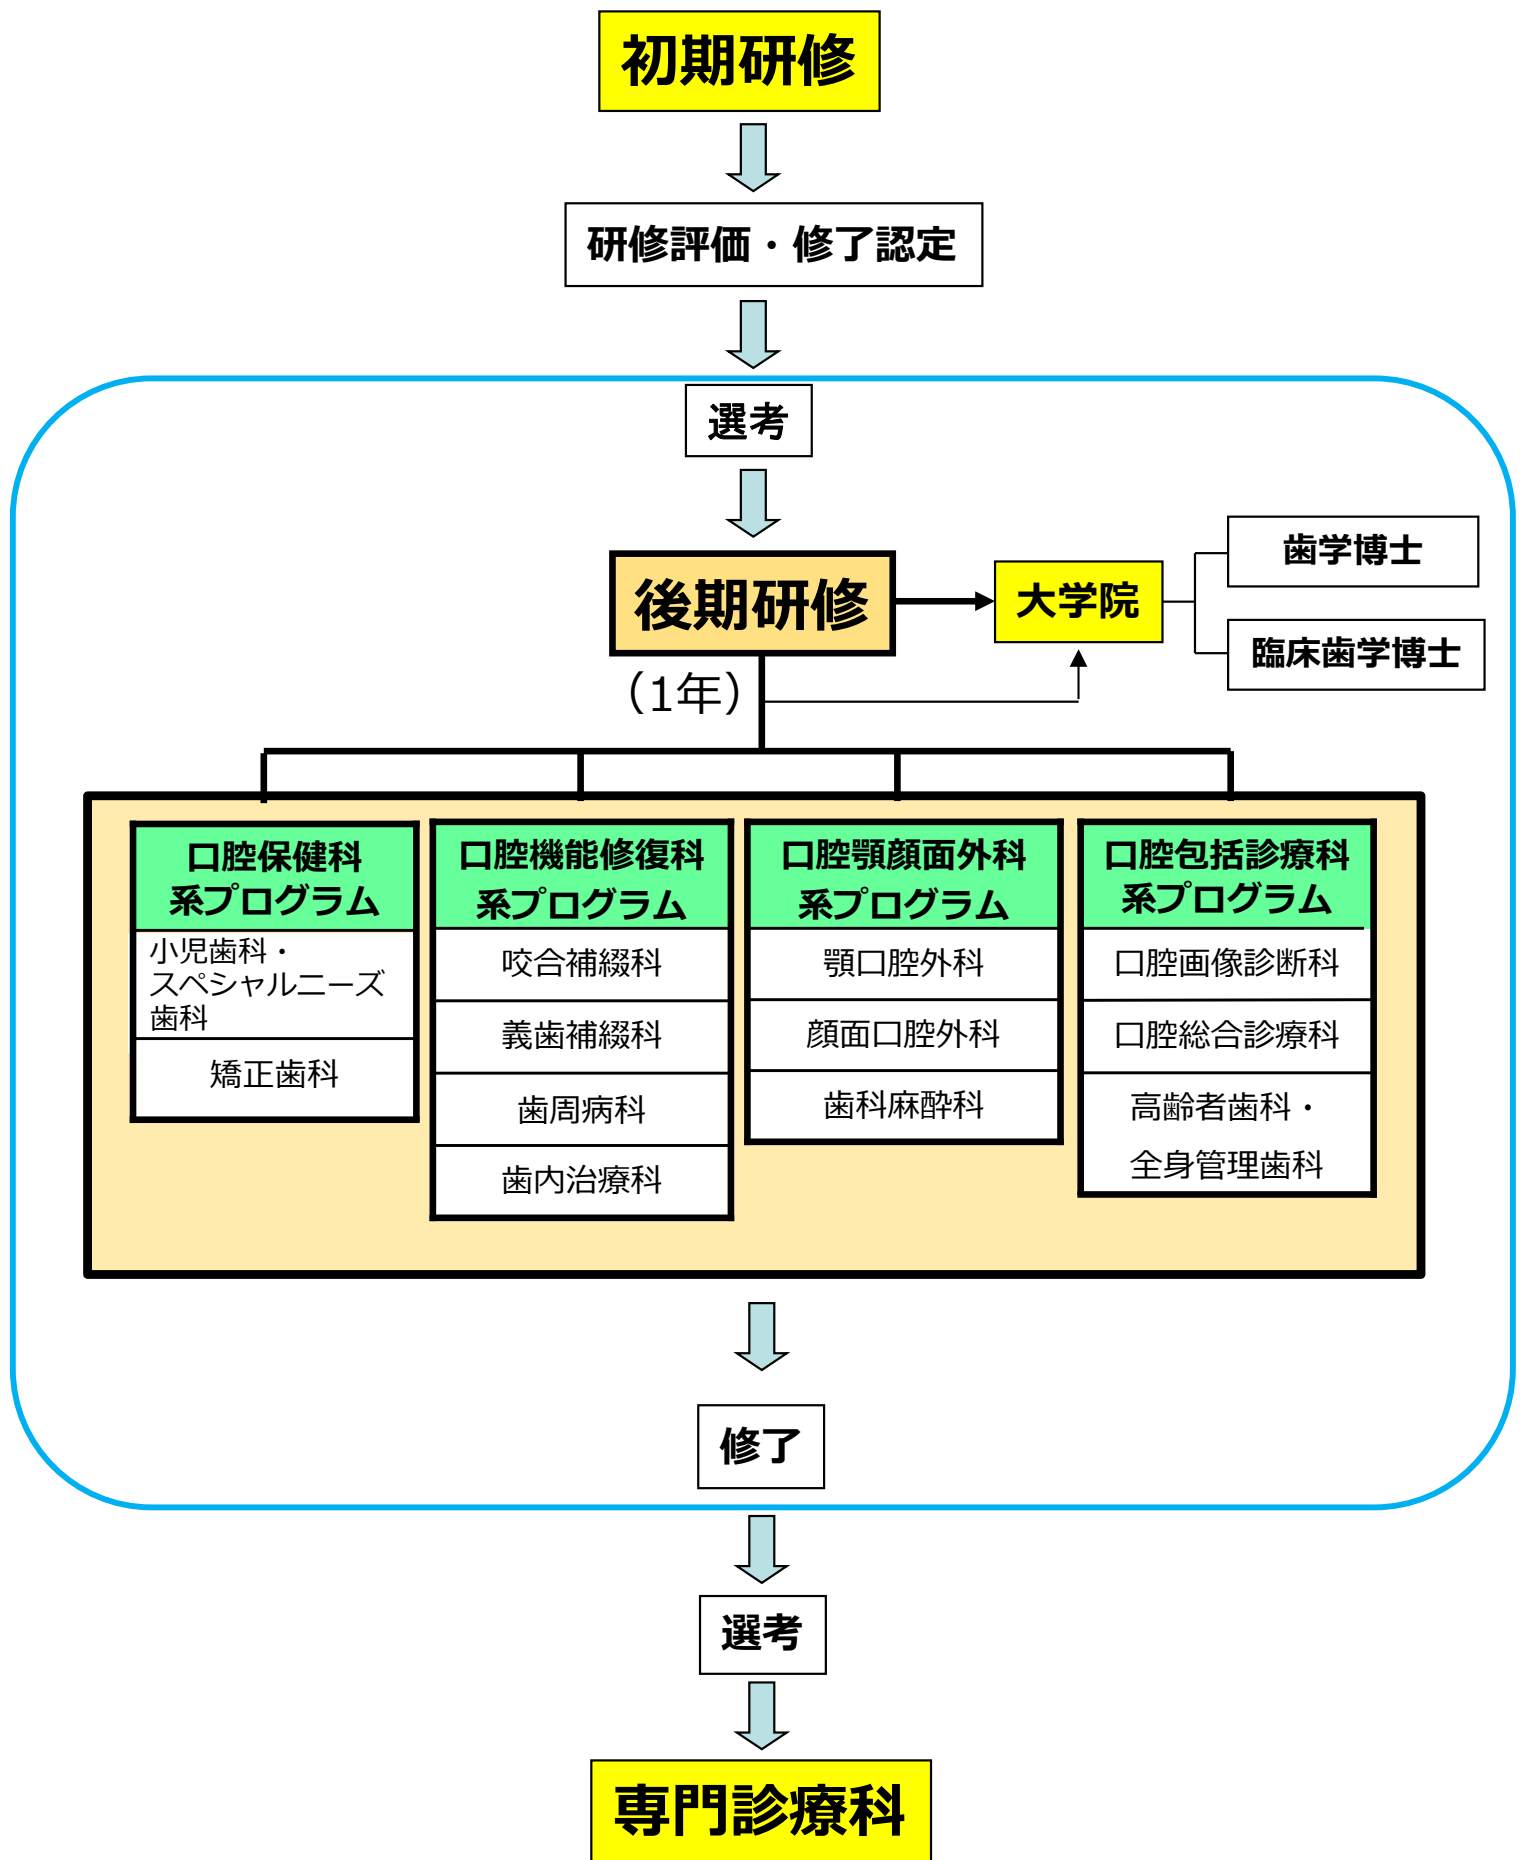 初期研修
研修評価・修了認定
選考
後期研修
大学院
歯学博士
臨床歯学博士
（1年）
口腔保健科
系プログラム
小児歯科・
スペシャルニーズ
歯科
矯正歯科
口腔機能修復科
系プログラム
咬合補綴科
義歯補綴科
歯周病科
歯内治療科
口腔顎顔面外科
系プログラム
顎口腔外科
顔面口腔外科
歯科麻酔科
口腔包括診療科
系プログラム
口腔画像診断科
口腔総合診療科
高齢者歯科・
全身管理歯科
修了
選考
専門診療科